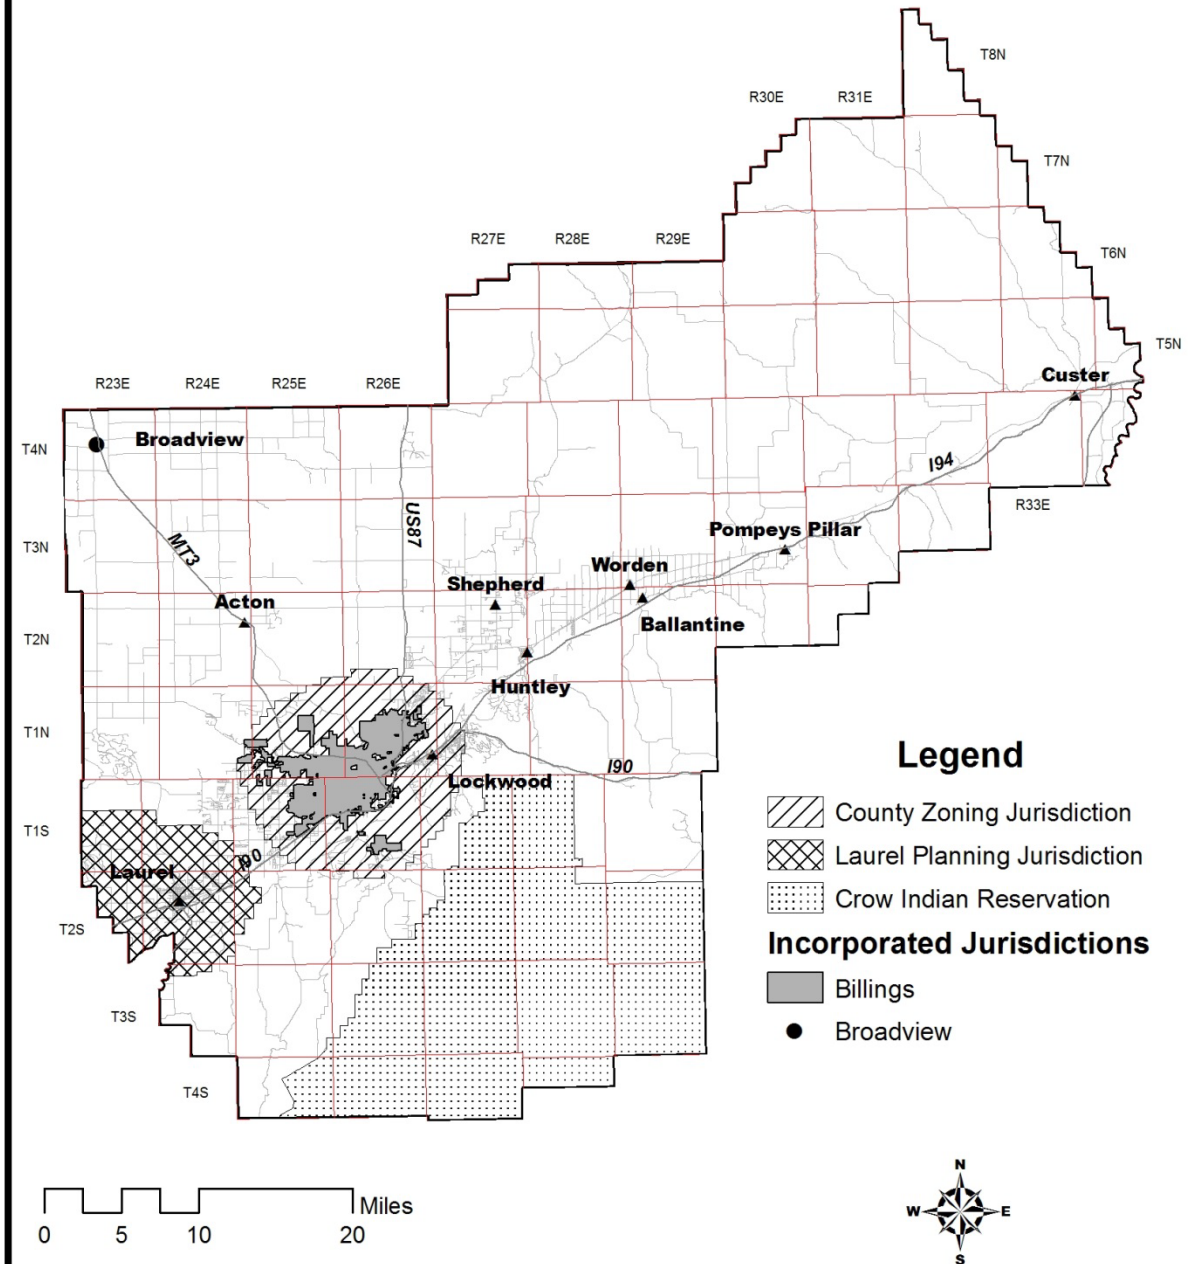 T8N
R30E
R31E
T7N
R27E
R28E
R29E
T6N
T5N
R23E
R24E
R25E
R26E
Custer
T4N
Broadview
I94
R33E
US87
MT3
Pompeys Pillar
T3N
Worden
Shepherd
Acton
Ballantine
T2N
Huntley
T1N
Lockwood
I90
T1S
I90
Laurel
T2S
T3S
T4S
Legend
County Zoning Jurisdiction
Laurel Planning Jurisdiction
Crow Indian Reservation
Incorporated Jurisdictions
Billings
Broadview
Miles
0 5 10 20
N
W E
S